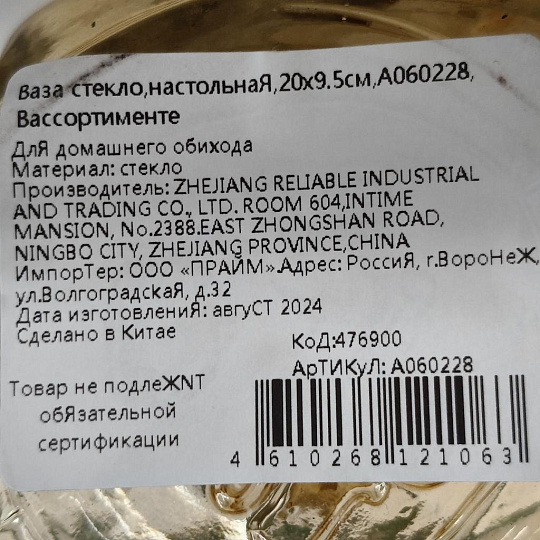 Ваза стекло,настольнаЯ,20х9.5см,А060228,
Вассортименте
ДлЯ домашнего обихода
Материал: стекло
Производитель: ZHEJIANG RELIABLE INDUSTRIAL
AND TRADING CO., LTD. ROOM 604,INTIME
MANSION, No.2388.EAST ZHONGSHAN ROAD,
NINGBO CITY, ZHEJIANG PROVINCE,CHINA
ИмпорТер: ООО «ПРАЙМ».Адрес: РоссиЯ, г.ВороНеЖ,
ул.ВолгоградскаЯ, д.32
Дата изготовлениЯ: авгуСТ 2024
Сделано в Китае
КоД:476900
АрТИКуЛ: А060228
Товар не подлеЖNТ
обЯзательной
сертификации
4 610268 121063